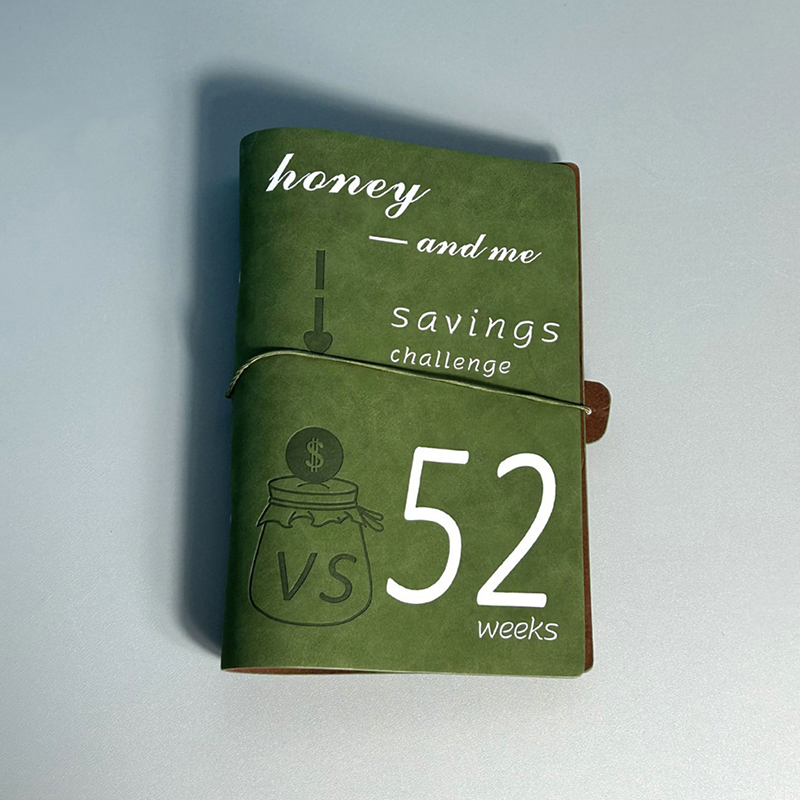 honey
— and me
savings
challenge
$
VS
52
weeks